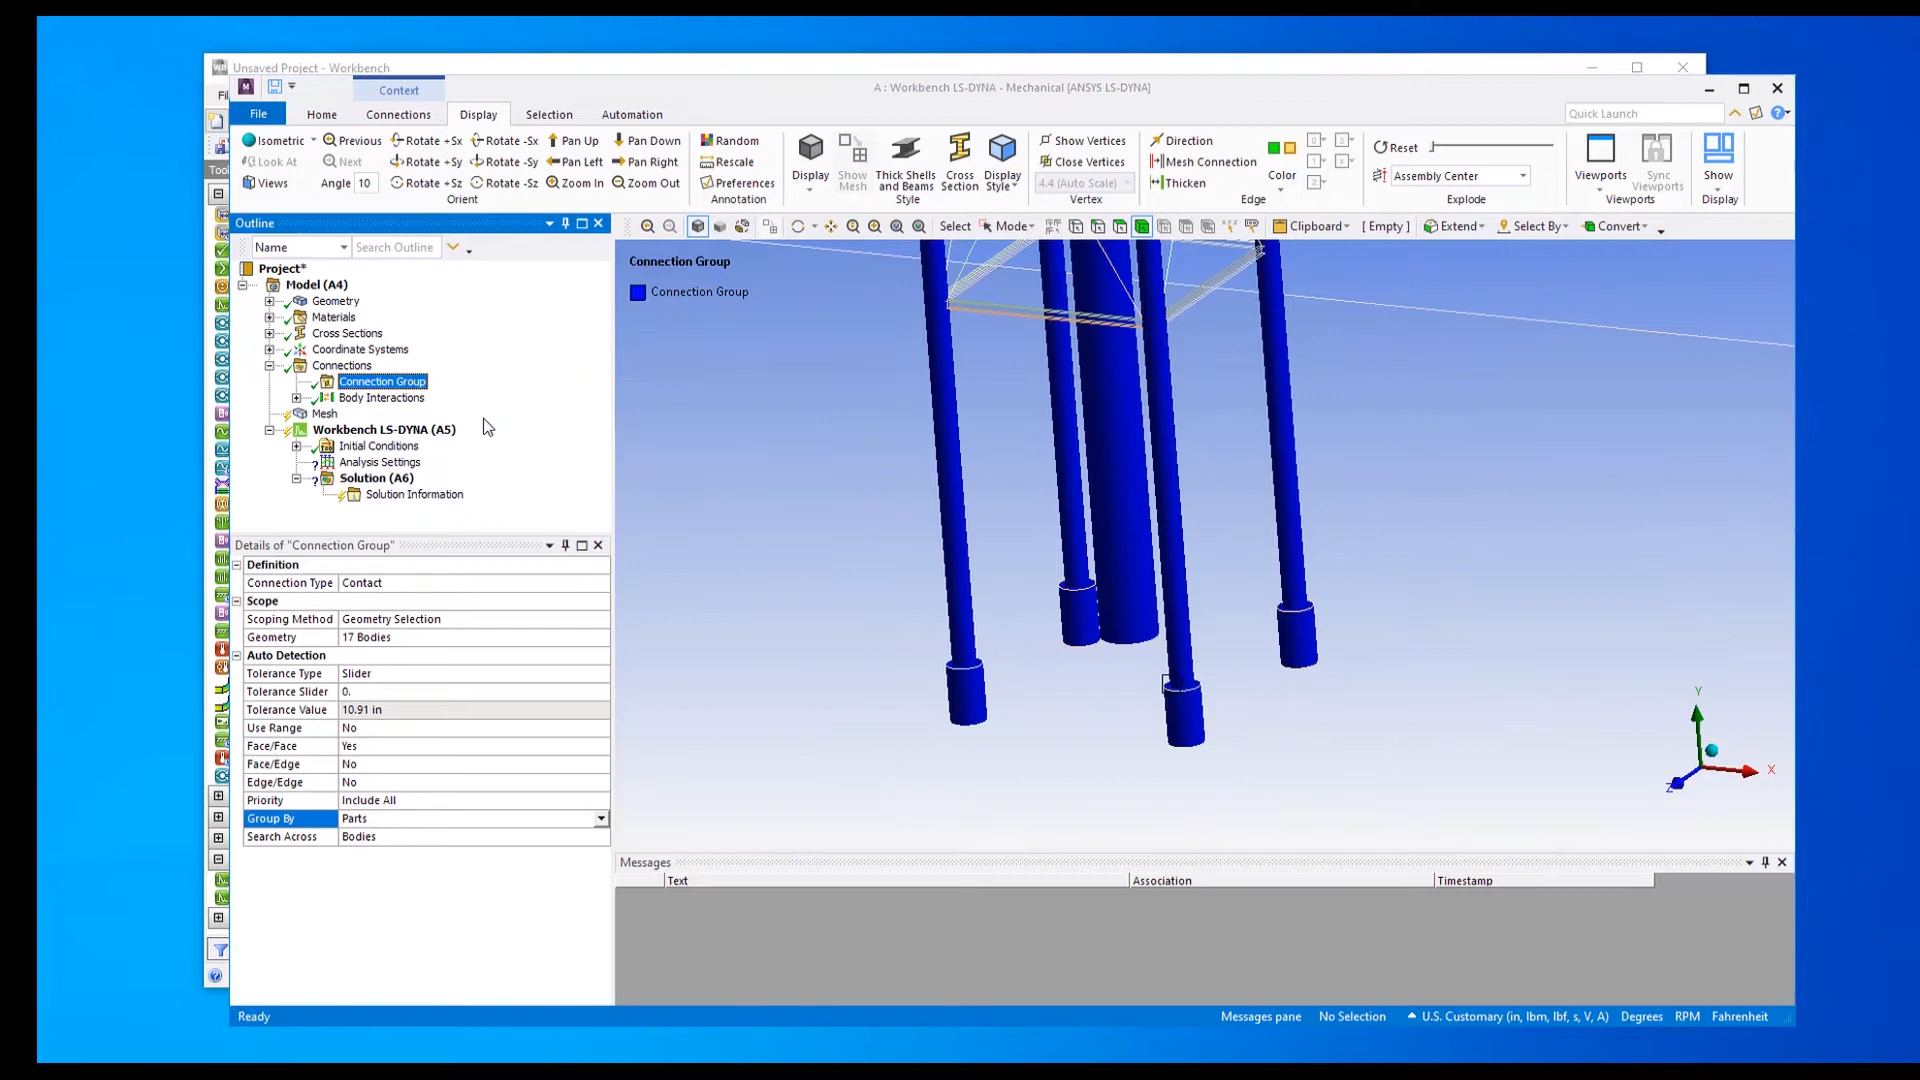 Unsaved Project - Workbench
Context
A : Workbench LS-DYNA - Mechanical [ANSYS LS-DYNA]
File
Home
Connections
Display
Selection
Automation
Quick Launch
Isometric
Previous
Rotate +Sx
Rotate -Sx
Pan Up
Pan Down
Random
Show Vertices
Direction
Reset
Look At
Next
Rotate +Sy
Rotate -Sy
Pan Left
Pan Right
Rescale
Close Vertices
Mesh Connection
Assembly Center
Views
Angle
10
Rotate +Sz
Rotate -Sz
Zoom In
Zoom Out
Preferences
4.4 (Auto Scale)
Thicken
Display
Show Mesh
Thick Shells and Beams
Cross Section
Display Style
Color
Viewports
Sync Viewports
Show
Orient
Annotation
Style
Vertex
Edge
Explode
Viewports
Display
Tool
Outline
Select
Mode
Clipboard
[ Empty ]
Extend
Select By
Convert
Name
Search Outline
Project*
Model (A4)
Geometry
Materials
Cross Sections
Coordinate Systems
Connections
Connection Group
Body Interactions
Mesh
Workbench LS-DYNA (A5)
Initial Conditions
Analysis Settings
Solution (A6)
Solution Information
Connection Group
Connection Group
Details of "Connection Group"
Definition
Connection Type Contact
Scope
Scoping Method Geometry Selection
Geometry 17 Bodies
Auto Detection
Tolerance Type Slider
Tolerance Slider 0.
Tolerance Value 10.91 in
Use Range No
Face/Face Yes
Face/Edge No
Edge/Edge No
Priority Include All
Group By Parts
Search Across Bodies
Y
X
Z
Messages
Text
Association
Timestamp
Ready
Messages pane
No Selection
U.S. Customary (in, lbm, lbf, s, V, A)
Degrees
RPM
Fahrenheit